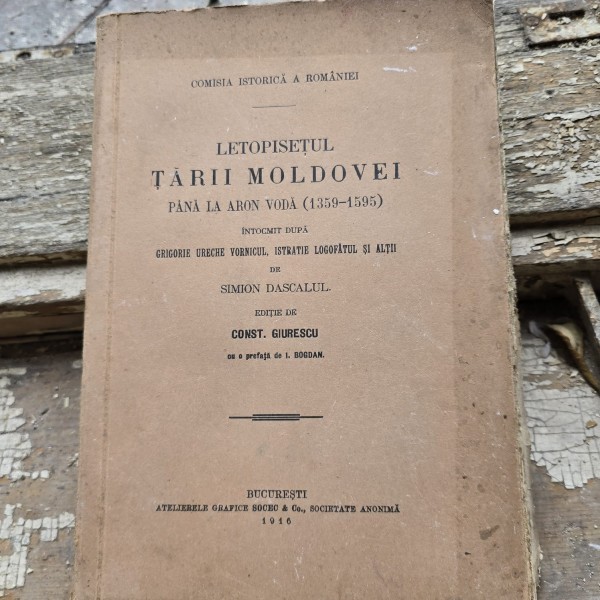 COMISIA ISTORICĂ A ROMÂNIEI
LETOPISEȚUL
ȚĂRII MOLDOVEI
PÂNĂ LA ARON VODĂ (1359-1595)
ÎNTOCMIT DUPĂ
GRIGORIE URECHE VORNICUL, ISTRATIE LOGOFĂTUL ȘI ALȚII
DE
SIMION DASCALUL.
EDIȚIE DE
CONST. GIURESCU
cu o prefață de I. BOGDAN.
BUCUREȘTI
ATELIERELE GRAFICE SOCEC & Co., SOCIETATE ANONIMĂ
1916